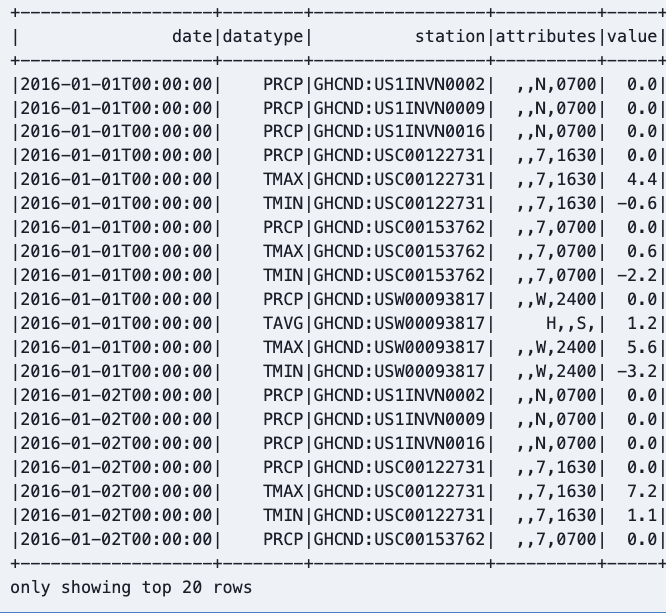 +-------------------+--------+-----------------+----------+-----+
|               date|datatype|          station|attributes|value|
+-------------------+--------+-----------------+----------+-----+
|2016-01-01T00:00:00|    PRCP|GHCND:US1INVN0002|  ,,N,0700|  0.0|
|2016-01-01T00:00:00|    PRCP|GHCND:US1INVN0009|  ,,N,0700|  0.0|
|2016-01-01T00:00:00|    PRCP|GHCND:US1INVN0016|  ,,N,0700|  0.0|
|2016-01-01T00:00:00|    PRCP|GHCND:USC00122731|  ,,7,1630|  0.0|
|2016-01-01T00:00:00|    TMAX|GHCND:USC00122731|  ,,7,1630|  4.4|
|2016-01-01T00:00:00|    TMIN|GHCND:USC00122731|  ,,7,1630| -0.6|
|2016-01-01T00:00:00|    PRCP|GHCND:USC00153762|  ,,7,0700|  0.0|
|2016-01-01T00:00:00|    TMAX|GHCND:USC00153762|  ,,7,0700|  0.6|
|2016-01-01T00:00:00|    TMIN|GHCND:USC00153762|  ,,7,0700| -2.2|
|2016-01-01T00:00:00|    PRCP|GHCND:USW00093817|  ,,W,2400|  0.0|
|2016-01-01T00:00:00|    TAVG|GHCND:USW00093817|     H,,S,|  1.2|
|2016-01-01T00:00:00|    TMAX|GHCND:USW00093817|  ,,W,2400|  5.6|
|2016-01-01T00:00:00|    TMIN|GHCND:USW00093817|  ,,W,2400| -3.2|
|2016-01-02T00:00:00|    PRCP|GHCND:US1INVN0002|  ,,N,0700|  0.0|
|2016-01-02T00:00:00|    PRCP|GHCND:US1INVN0009|  ,,N,0700|  0.0|
|2016-01-02T00:00:00|    PRCP|GHCND:US1INVN0016|  ,,N,0700|  0.0|
|2016-01-02T00:00:00|    PRCP|GHCND:USC00122731|  ,,7,1630|  0.0|
|2016-01-02T00:00:00|    TMAX|GHCND:USC00122731|  ,,7,1630|  7.2|
|2016-01-02T00:00:00|    TMIN|GHCND:USC00122731|  ,,7,1630|  1.1|
|2016-01-02T00:00:00|    PRCP|GHCND:USC00153762|  ,,7,0700|  0.0|
+-------------------+--------+-----------------+----------+-----+
only showing top 20 rows